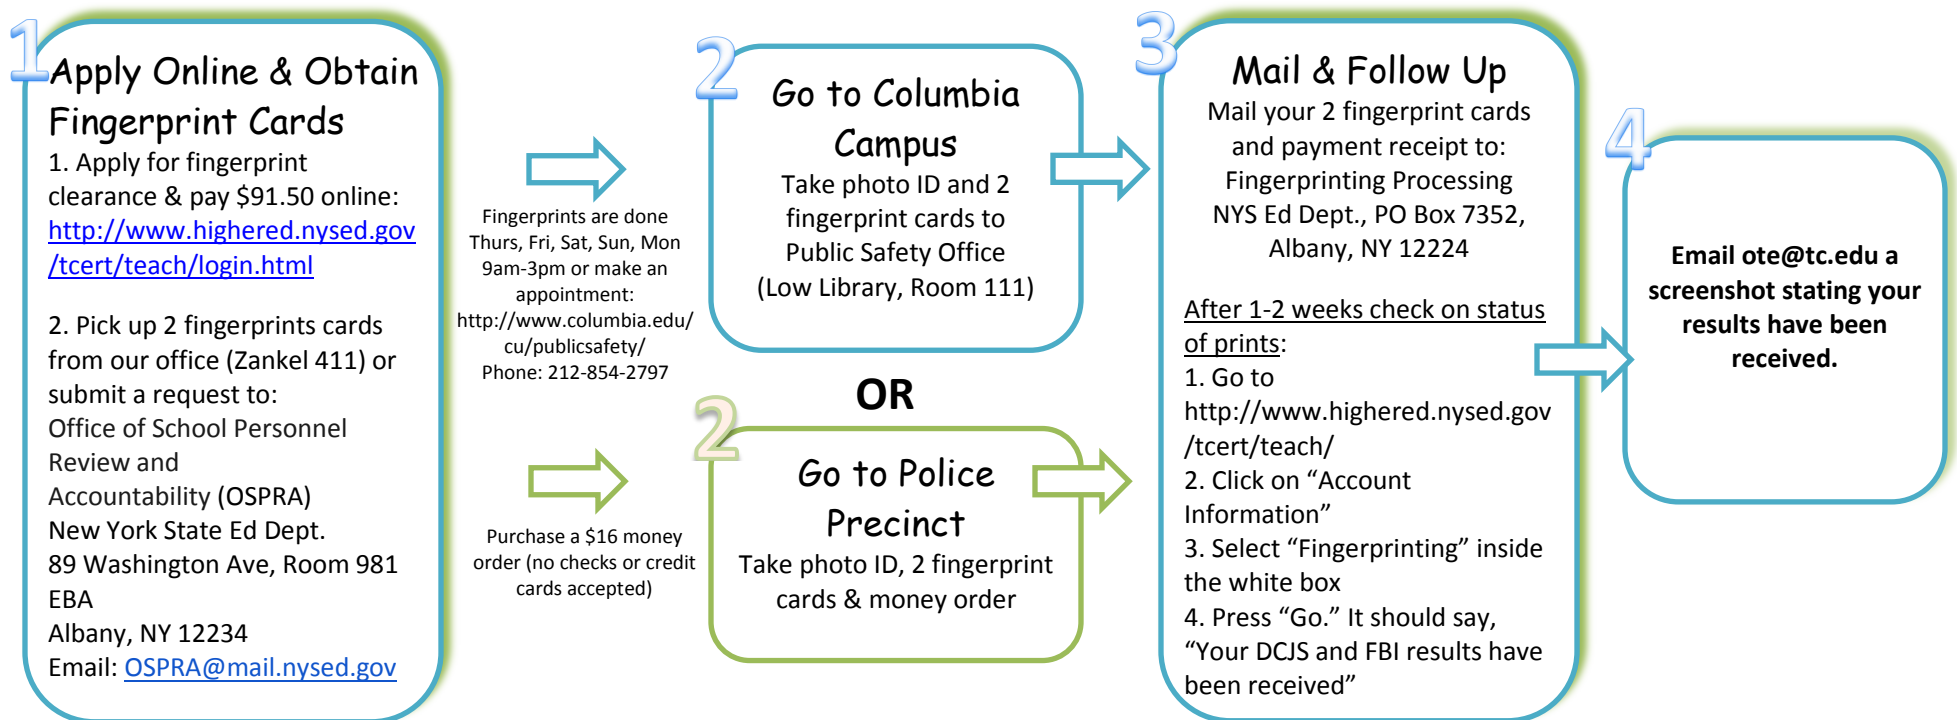 1
Apply Online & Obtain
Fingerprint Cards
1. Apply for fingerprint
clearance & pay $91.50 online:
http://www.highered.nysed.gov
/tcert/teach/login.html
2. Pick up 2 fingerprints cards
from our office (Zankel 411) or
submit a request to:
Office of School Personnel
Review and
Accountability (OSPRA)
New York State Ed Dept.
89 Washington Ave, Room 981
EBA
Albany, NY 12234
Email: OSPRA@mail.nysed.gov
Fingerprints are done
Thurs, Fri, Sat, Sun, Mon
9am-3pm or make an
appointment:
http://www.columbia.edu/
cu/publicsafety/
Phone: 212-854-2797
2
Go to Columbia
Campus
Take photo ID and 2
fingerprint cards to
Public Safety Office
(Low Library, Room 111)
OR
Purchase a $16 money
order (no checks or credit
cards accepted)
2
Go to Police
Precinct
Take photo ID, 2 fingerprint
cards & money order
3
Mail & Follow Up
Mail your 2 fingerprint cards
and payment receipt to:
Fingerprinting Processing
NYS Ed Dept., PO Box 7352,
Albany, NY 12224
After 1-2 weeks check on status
of prints:
1. Go to
http://www.highered.nysed.gov
/tcert/teach/
2. Click on “Account
Information”
3. Select “Fingerprinting” inside
the white box
4. Press “Go.” It should say,
“Your DCJS and FBI results have
been received”
4
Email ote@tc.edu a
screenshot stating your
results have been
received.